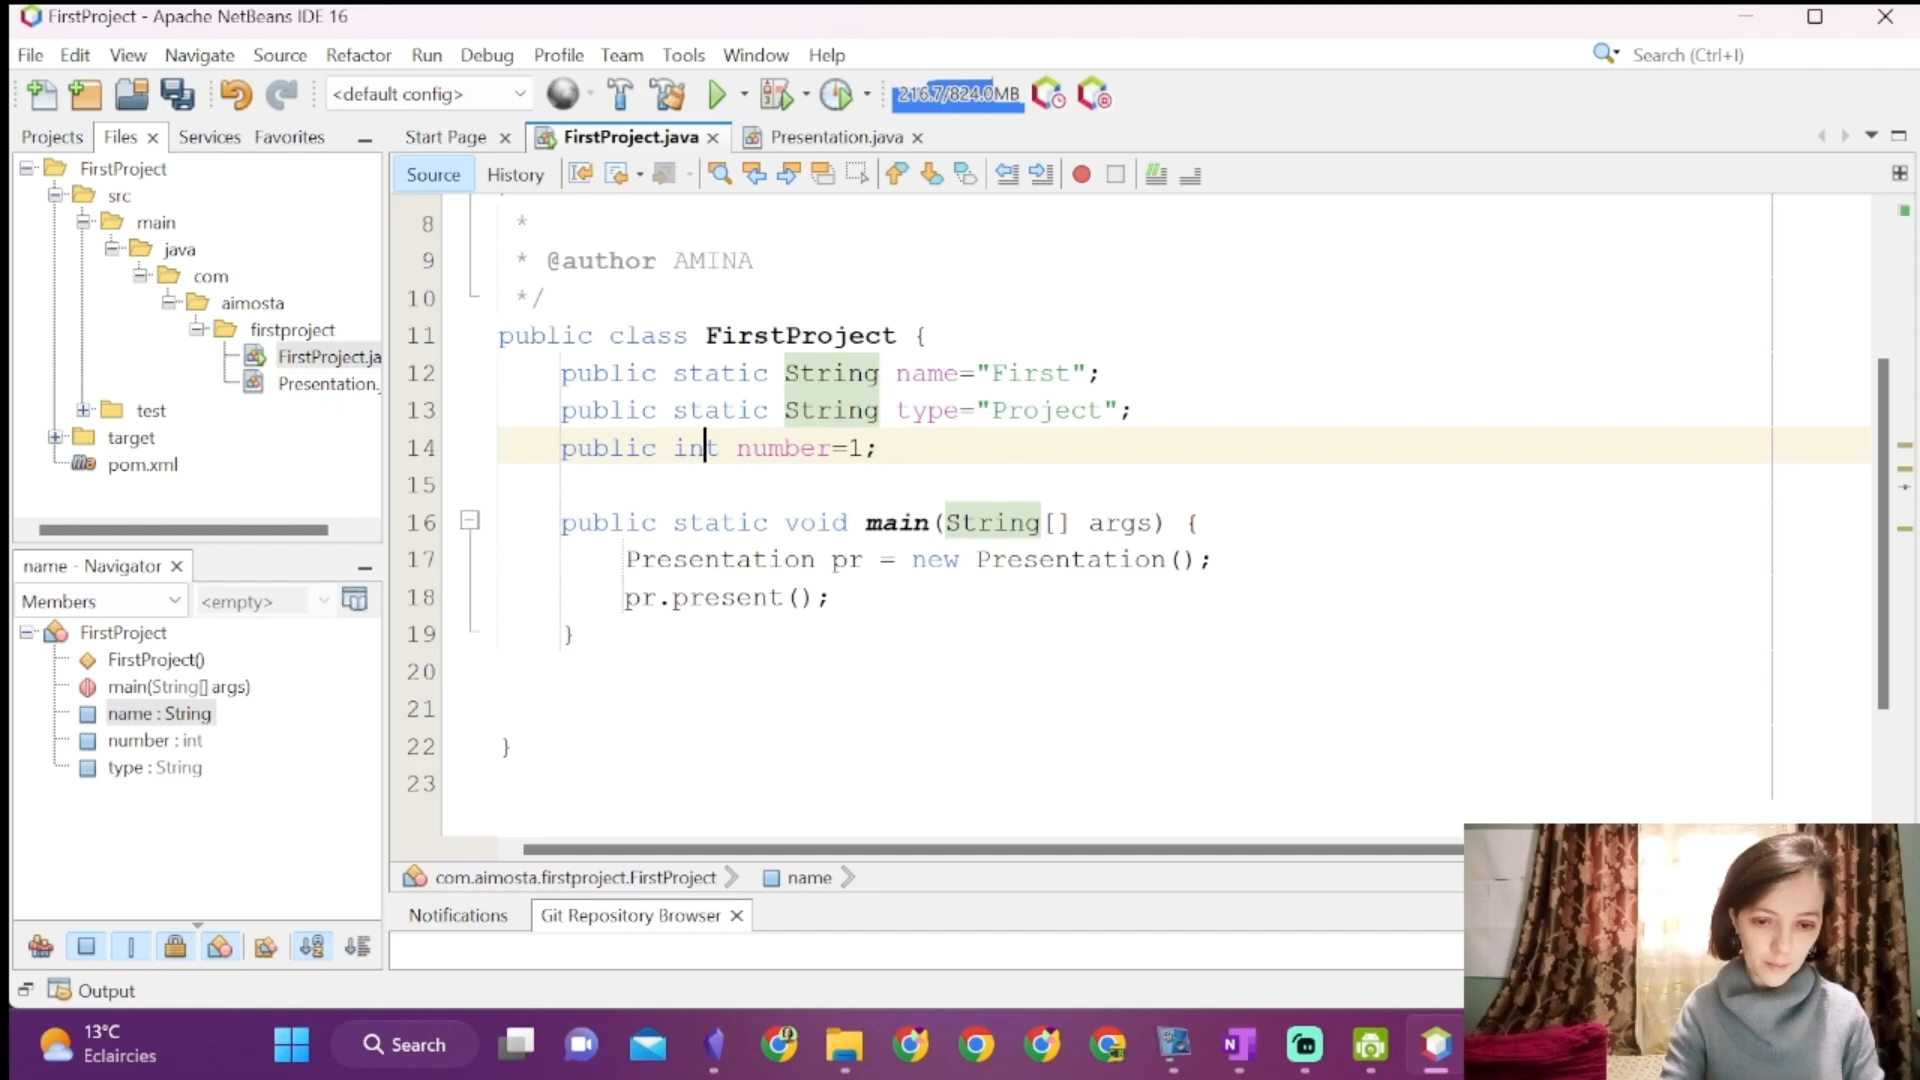 FirstProject - Apache NetBeans IDE 16
File Edit View Navigate Source Refactor Run Debug Profile Team Tools Window Help Search (Ctrl+I)
<default config> 216.7/824.0MB
Projects Files Services Favorites Start Page FirstProject.java Presentation.java
Source History
FirstProject
src
main
java
com
aimosta
firstproject
FirstProject.ja
Presentation.
test
target
pom.xml
8 *
9 * @author AMINA
10 */
11 public class FirstProject {
12 public static String name="First";
13 public static String type="Project";
14 public int number=1;
15
16 public static void main(String[] args) {
17 Presentation pr = new Presentation();
18 pr.present();
19 }
20
21
22 }
23
name - Navigator
Members <empty>
FirstProject
FirstProject()
main(String[] args)
name : String
number : int
type : String
com.aimosta.firstproject.FirstProject name
Notifications Git Repository Browser
Output
13°C
Eclaircies
Search